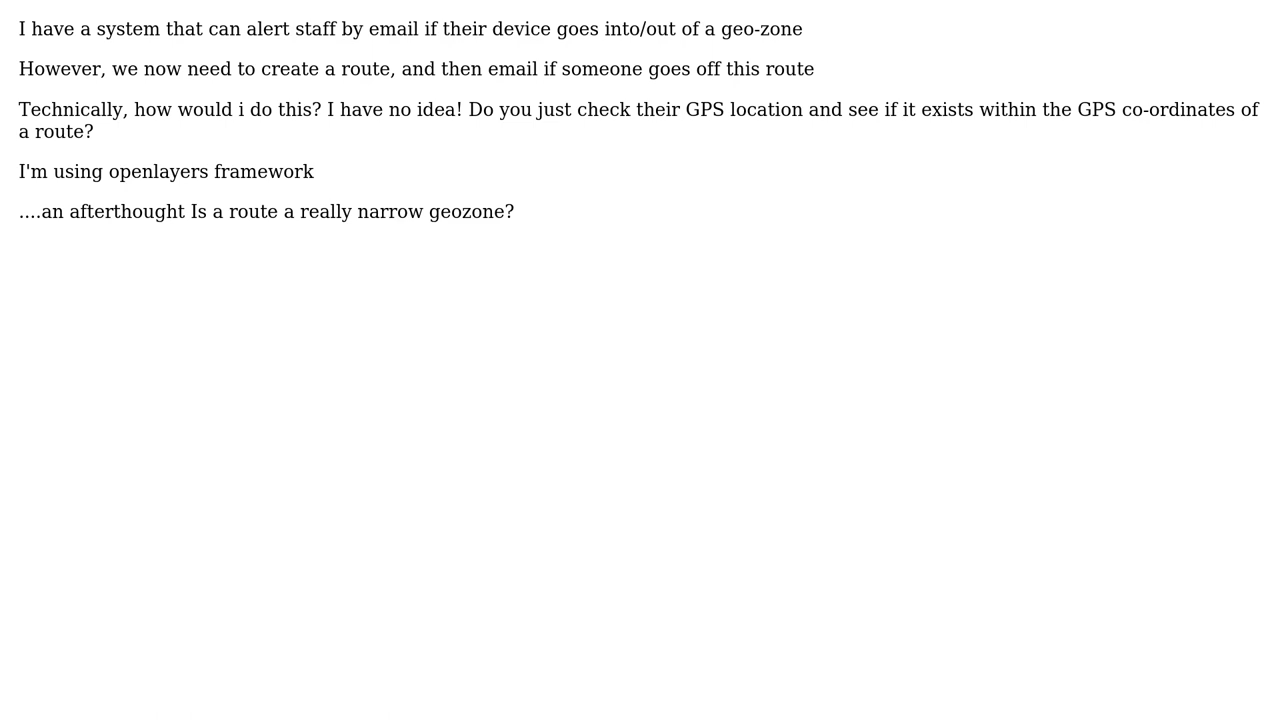 I have a system that can alert staff by email if their device goes into/out of a geo-zone
However, we now need to create a route, and then email if someone goes off this route
Technically, how would i do this? I have no idea! Do you just check their GPS location and see if it exists within the GPS co-ordinates of
a route?
I'm using openlayers framework
....an afterthought Is a route a really narrow geozone?